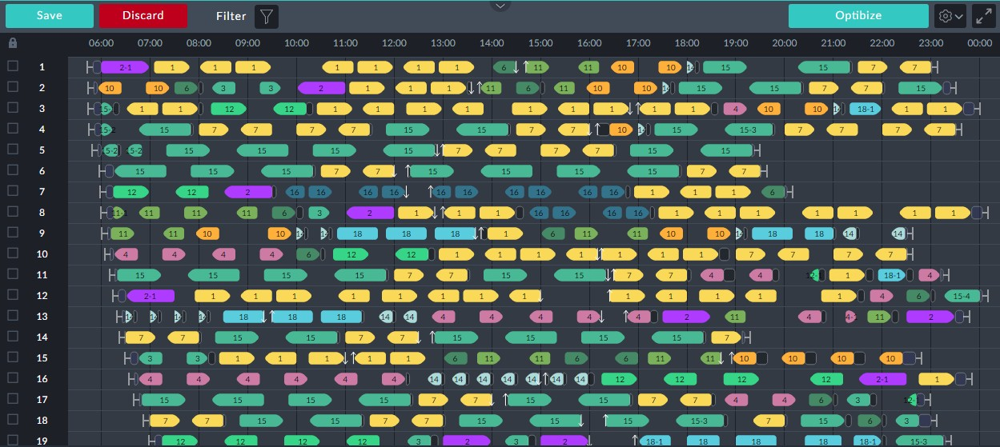 Save Discard Filter Optibize
06:00 07:00 08:00 09:00 10:00 11:00 12:00 13:00 14:00 15:00 16:00 17:00 18:00 19:00 20:00 21:00 22:00 23:00 00:00
1 2-1 1 1 1 1 1 1 1 6 11 11 10 10 15 15 7 7
2 10 10 6 3 3 2 1 1 1 11 6 11 10 10 15 15 7 7 15
3 15- 1 1 12 12 1 1 1 1 1 1 1 1 1 4 10 10 18-1 1 1
4 15-2 15 7 7 7 7 15 15 7 7 10 15 15-3 7 7 7 7
5 5-2 5-2 15 15 15 15 7 7 7 7 15 15
6 15 15 15 7 7 15 15 15 15 7 7
7 12 12 2 16 16 16 16 16 16 16 16 16 16 1 1 1 6
8 11-1 11 11 11 6 3 2 1 1 1 16 16 16 16 1 1 1 1 1 1 1
9 11 11 10 10 18 18 18 1 6 11 11 10 10 18 18 14 14
10 4 4 4 4 6 12 12 1 1 1 1 1 1 1 7 7 7 7
11 15 15 15 7 7 15 15 7 7 4 4 12-1 1 18-1 4
12 2-1 1 1 1 1 1 1 1 1 1 1 1 1 4 6 15-4
13 18 18 18 14 14 4 4 4 4 4 2 11 4 4- 11 2
14 7 7 15 15 7 7 15 15 15 7 7
15 3 3 1 1 1 1 1 6 11 11 6 6 11 11 10 10 10 10
16 4 4 4 4 4 4 14 14 14 14 14 14 14 12 12 12 12 2-1 1
17 15 15 15 15 7 7 15 15 7 7 4 4 6 3 12-
18 7 7 15 15 7 7 15 15 15 15-3 7 15 6 3
19 12 12 12 3 2 3 2 18-1 18 18 18 18-1 15-3